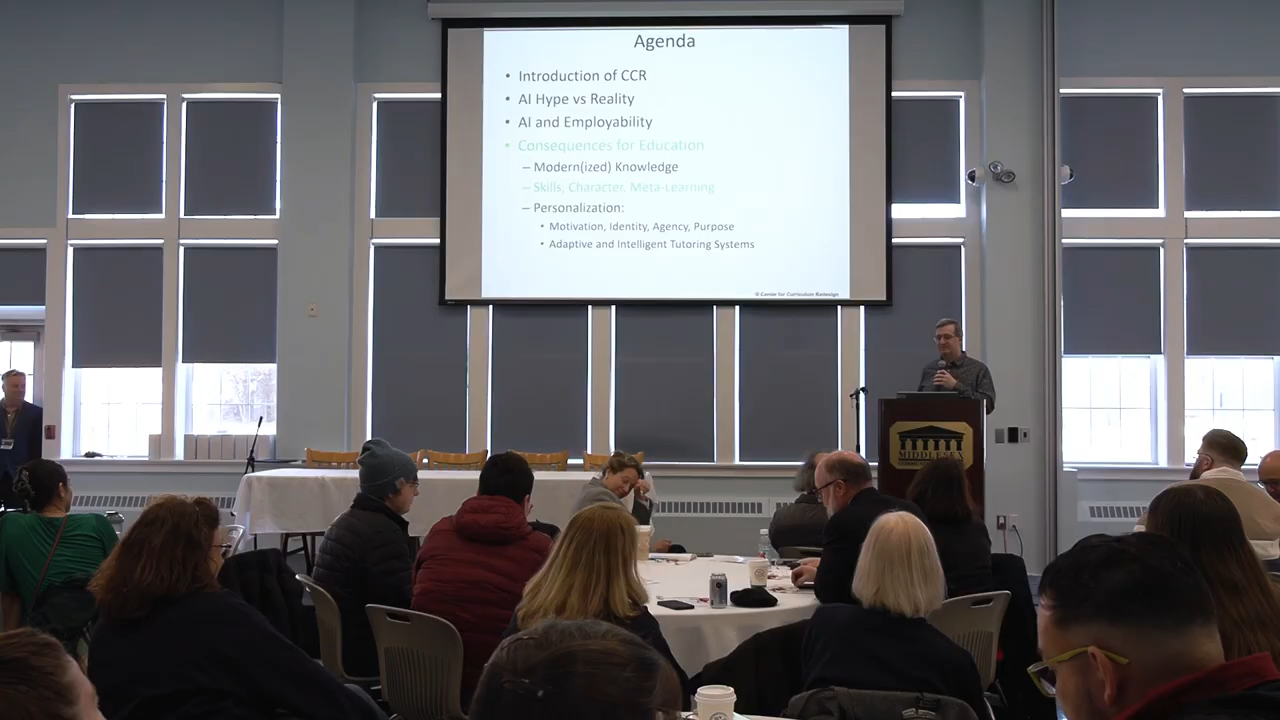 Agenda
• Introduction of CCR
• AI Hype vs Reality
• AI and Employability
• Consequences for Education
– Modern(ized) Knowledge
– Skills, Character, Meta-Learning
– Personalization:
• Motivation, Identity, Agency, Purpose
• Adaptive and Intelligent Tutoring Systems
© Center for Curriculum Redesign
MIDDLESEX